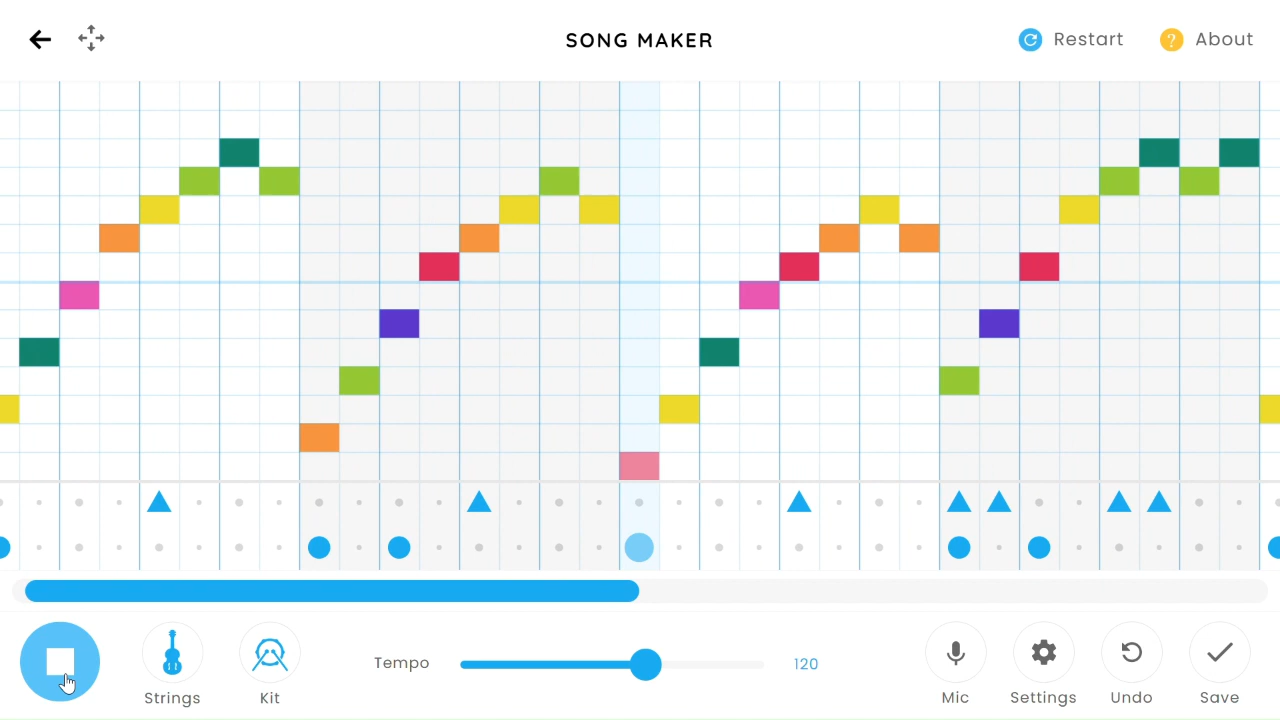 SONG MAKER
Restart
? About
Tempo
120
Strings
Kit
Mic
Settings
Undo
Save